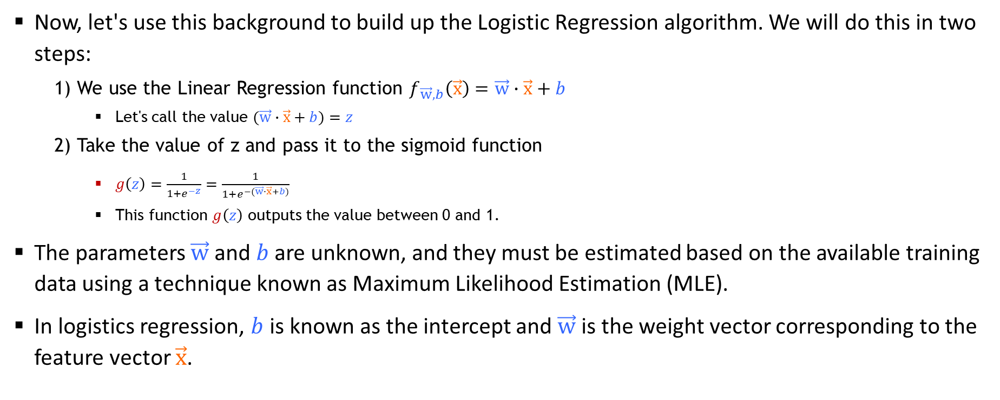 ▪ Now, let's use this background to build up the Logistic Regression algorithm. We will do this in two
steps:
1) We use the Linear Regression function f_{\vec{w},b}(\vec{x}) = \vec{w} · \vec{x} + b
▪ Let's call the value (\vec{w} · \vec{x} + b) = z
2) Take the value of z and pass it to the sigmoid function
▪ g(z) = \frac{1}{1+e^{-z}} = \frac{1}{1+e^{-(\vec{w}·\vec{x}+b)}}
▪ This function g(z) outputs the value between 0 and 1.
▪ The parameters \vec{w} and b are unknown, and they must be estimated based on the available training
data using a technique known as Maximum Likelihood Estimation (MLE).
▪ In logistics regression, b is known as the intercept and \vec{w} is the weight vector corresponding to the
feature vector \vec{x}.